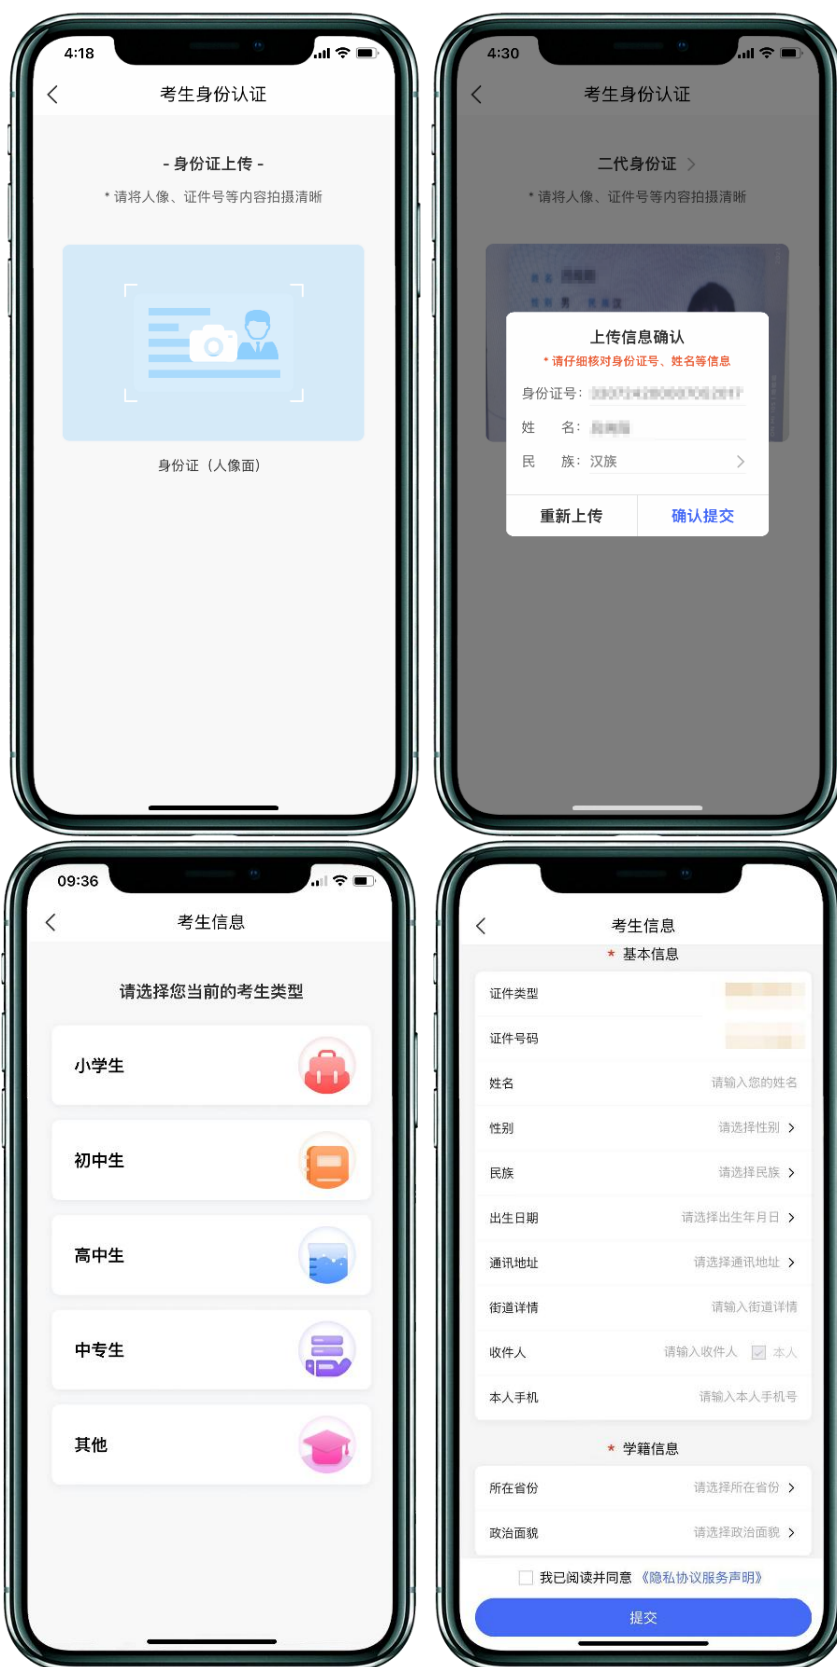 4:18
考生身份认证
- 身份证上传 -
* 请将人像、证件号等内容拍摄清晰
身份证（人像面）
4:30
考生身份认证
二代身份证
* 请将人像、证件号等内容拍摄清晰
男
汉
上传信息确认
* 请仔细核对身份证号、姓名等信息
身份证号：
姓 名：
民 族：汉族
重新上传
确认提交
09:36
考生信息
请选择您当前的考生类型
小学生
初中生
高中生
中专生
其他
考生信息
* 基本信息
证件类型
证件号码
姓名 请输入您的姓名
性别 请选择性别
民族 请选择民族
出生日期 请选择出生年月日
通讯地址 请选择通讯地址
街道详情 请输入街道详情
收件人 请输入收件人 本人
本人手机 请输入本人手机号
* 学籍信息
所在省份 请选择所在省份
政治面貌 请选择政治面貌
我已阅读并同意《隐私协议服务声明》
提交